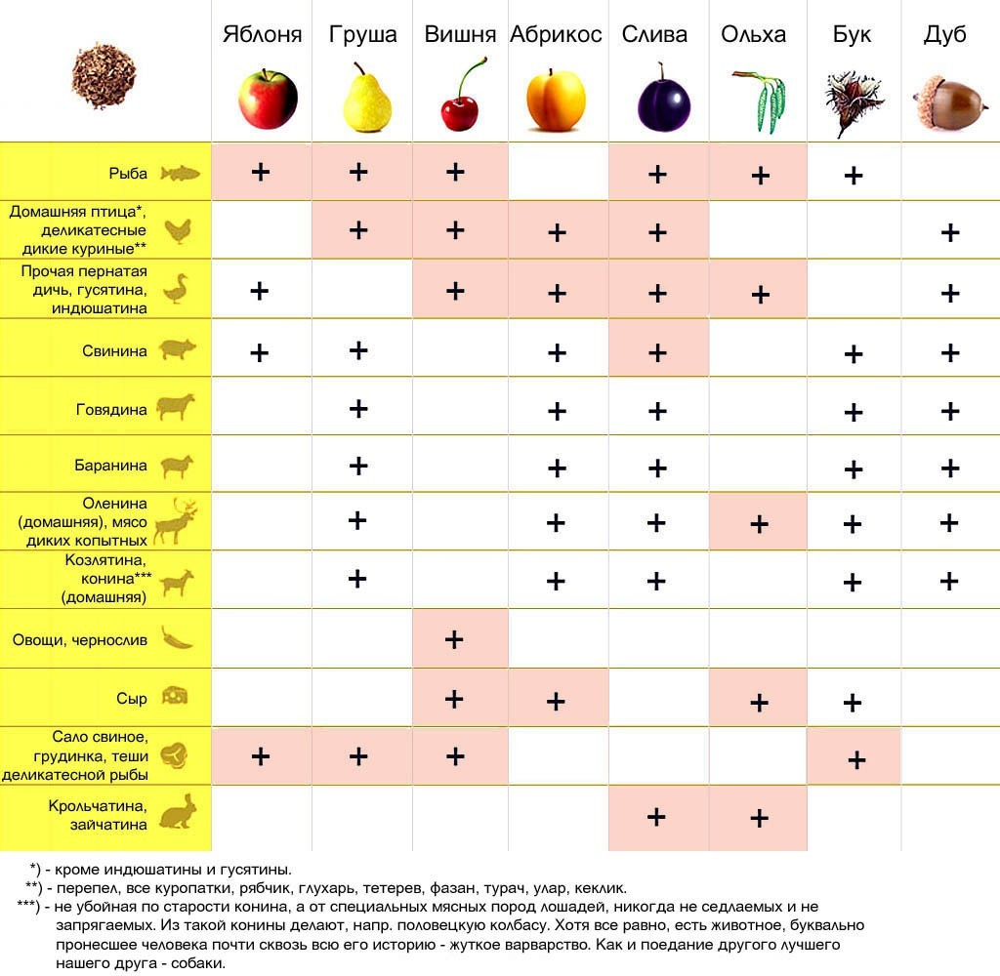 Яблоня Груша Вишня Абрикос Слива Ольха Бук Дуб
Рыба + + + + + +
Домашняя птица*,
деликатесные + + + + +
дикие куриные**
Прочая пернатая
дичь, гусятина, + + + + + +
индюшатина
Свинина + + + + + +
Говядина + + + + +
Баранина + + + + +
Оленина
(домашняя), мясо + + + + + +
диких копытных
Козлятина,
конина*** + + + + +
(домашняя)
Овощи, чернослив +
Сыр + + + +
Сало свиное,
грудинка, теши + + + +
деликатесной рыбы
Крольчатина, + +
зайчатина
*) - кроме индюшатины и гусятины.
**) - перепел, все куропатки, рябчик, глухарь, тетерев, фазан, турач, улар, кеклик.
***) - не убойная по старости конина, а от специальных мясных пород лошадей, никогда не седлаемых и не
запрягаемых. Из такой конины делают, напр. половецкую колбасу. Хотя все равно, есть животное, буквально
пронесшее человека почти сквозь всю его историю - жуткое варварство. Как и поедание другого лучшего
нашего друга - собаки.